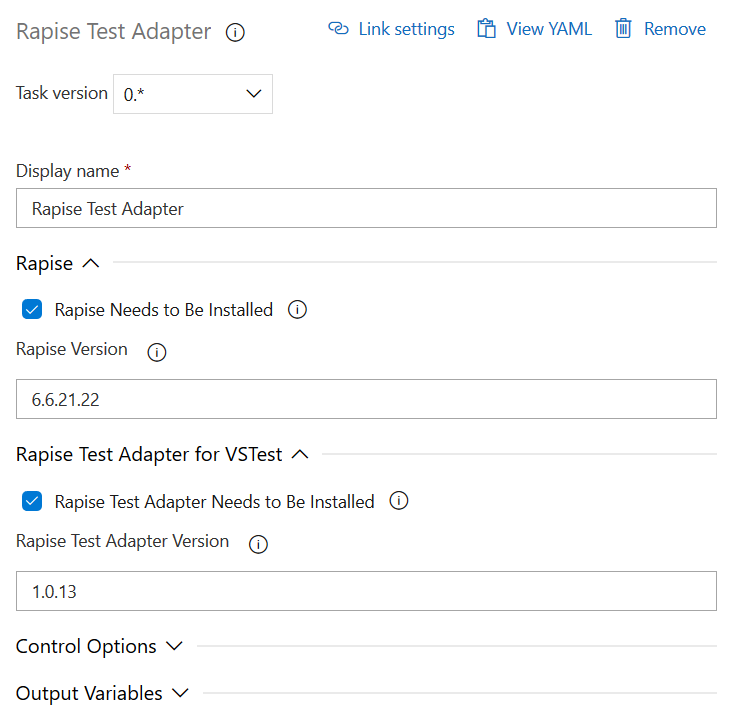 Rapise Test Adapter Link settings View YAML Remove
Task version 0.*
Display name *
Rapise Test Adapter
Rapise
Rapise Needs to Be Installed
Rapise Version
6.6.21.22
Rapise Test Adapter for VSTest
Rapise Test Adapter Needs to Be Installed
Rapise Test Adapter Version
1.0.13
Control Options
Output Variables